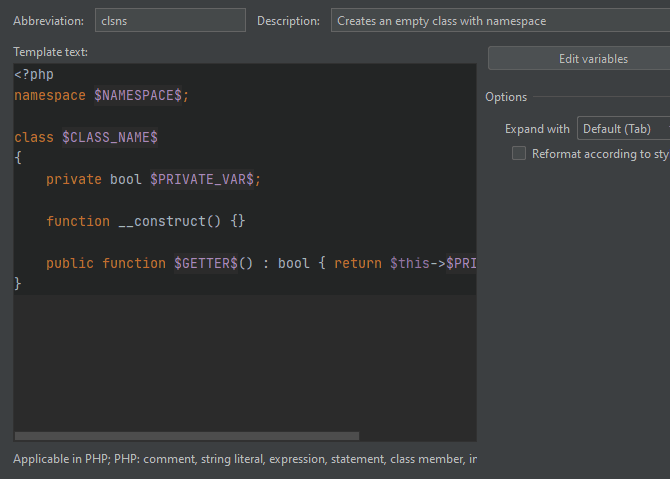 Abbreviation: clsns Description: Creates an empty class with namespace
Template text:
Edit variables
<?php
namespace $NAMESPACE$;
class $CLASS_NAME$
{
private bool $PRIVATE_VAR$;
function __construct() {}
public function $GETTER$() : bool { return $this->$PRI
}
Options
Expand with Default (Tab)
Reformat according to sty
Applicable in PHP; PHP: comment, string literal, expression, statement, class member, in